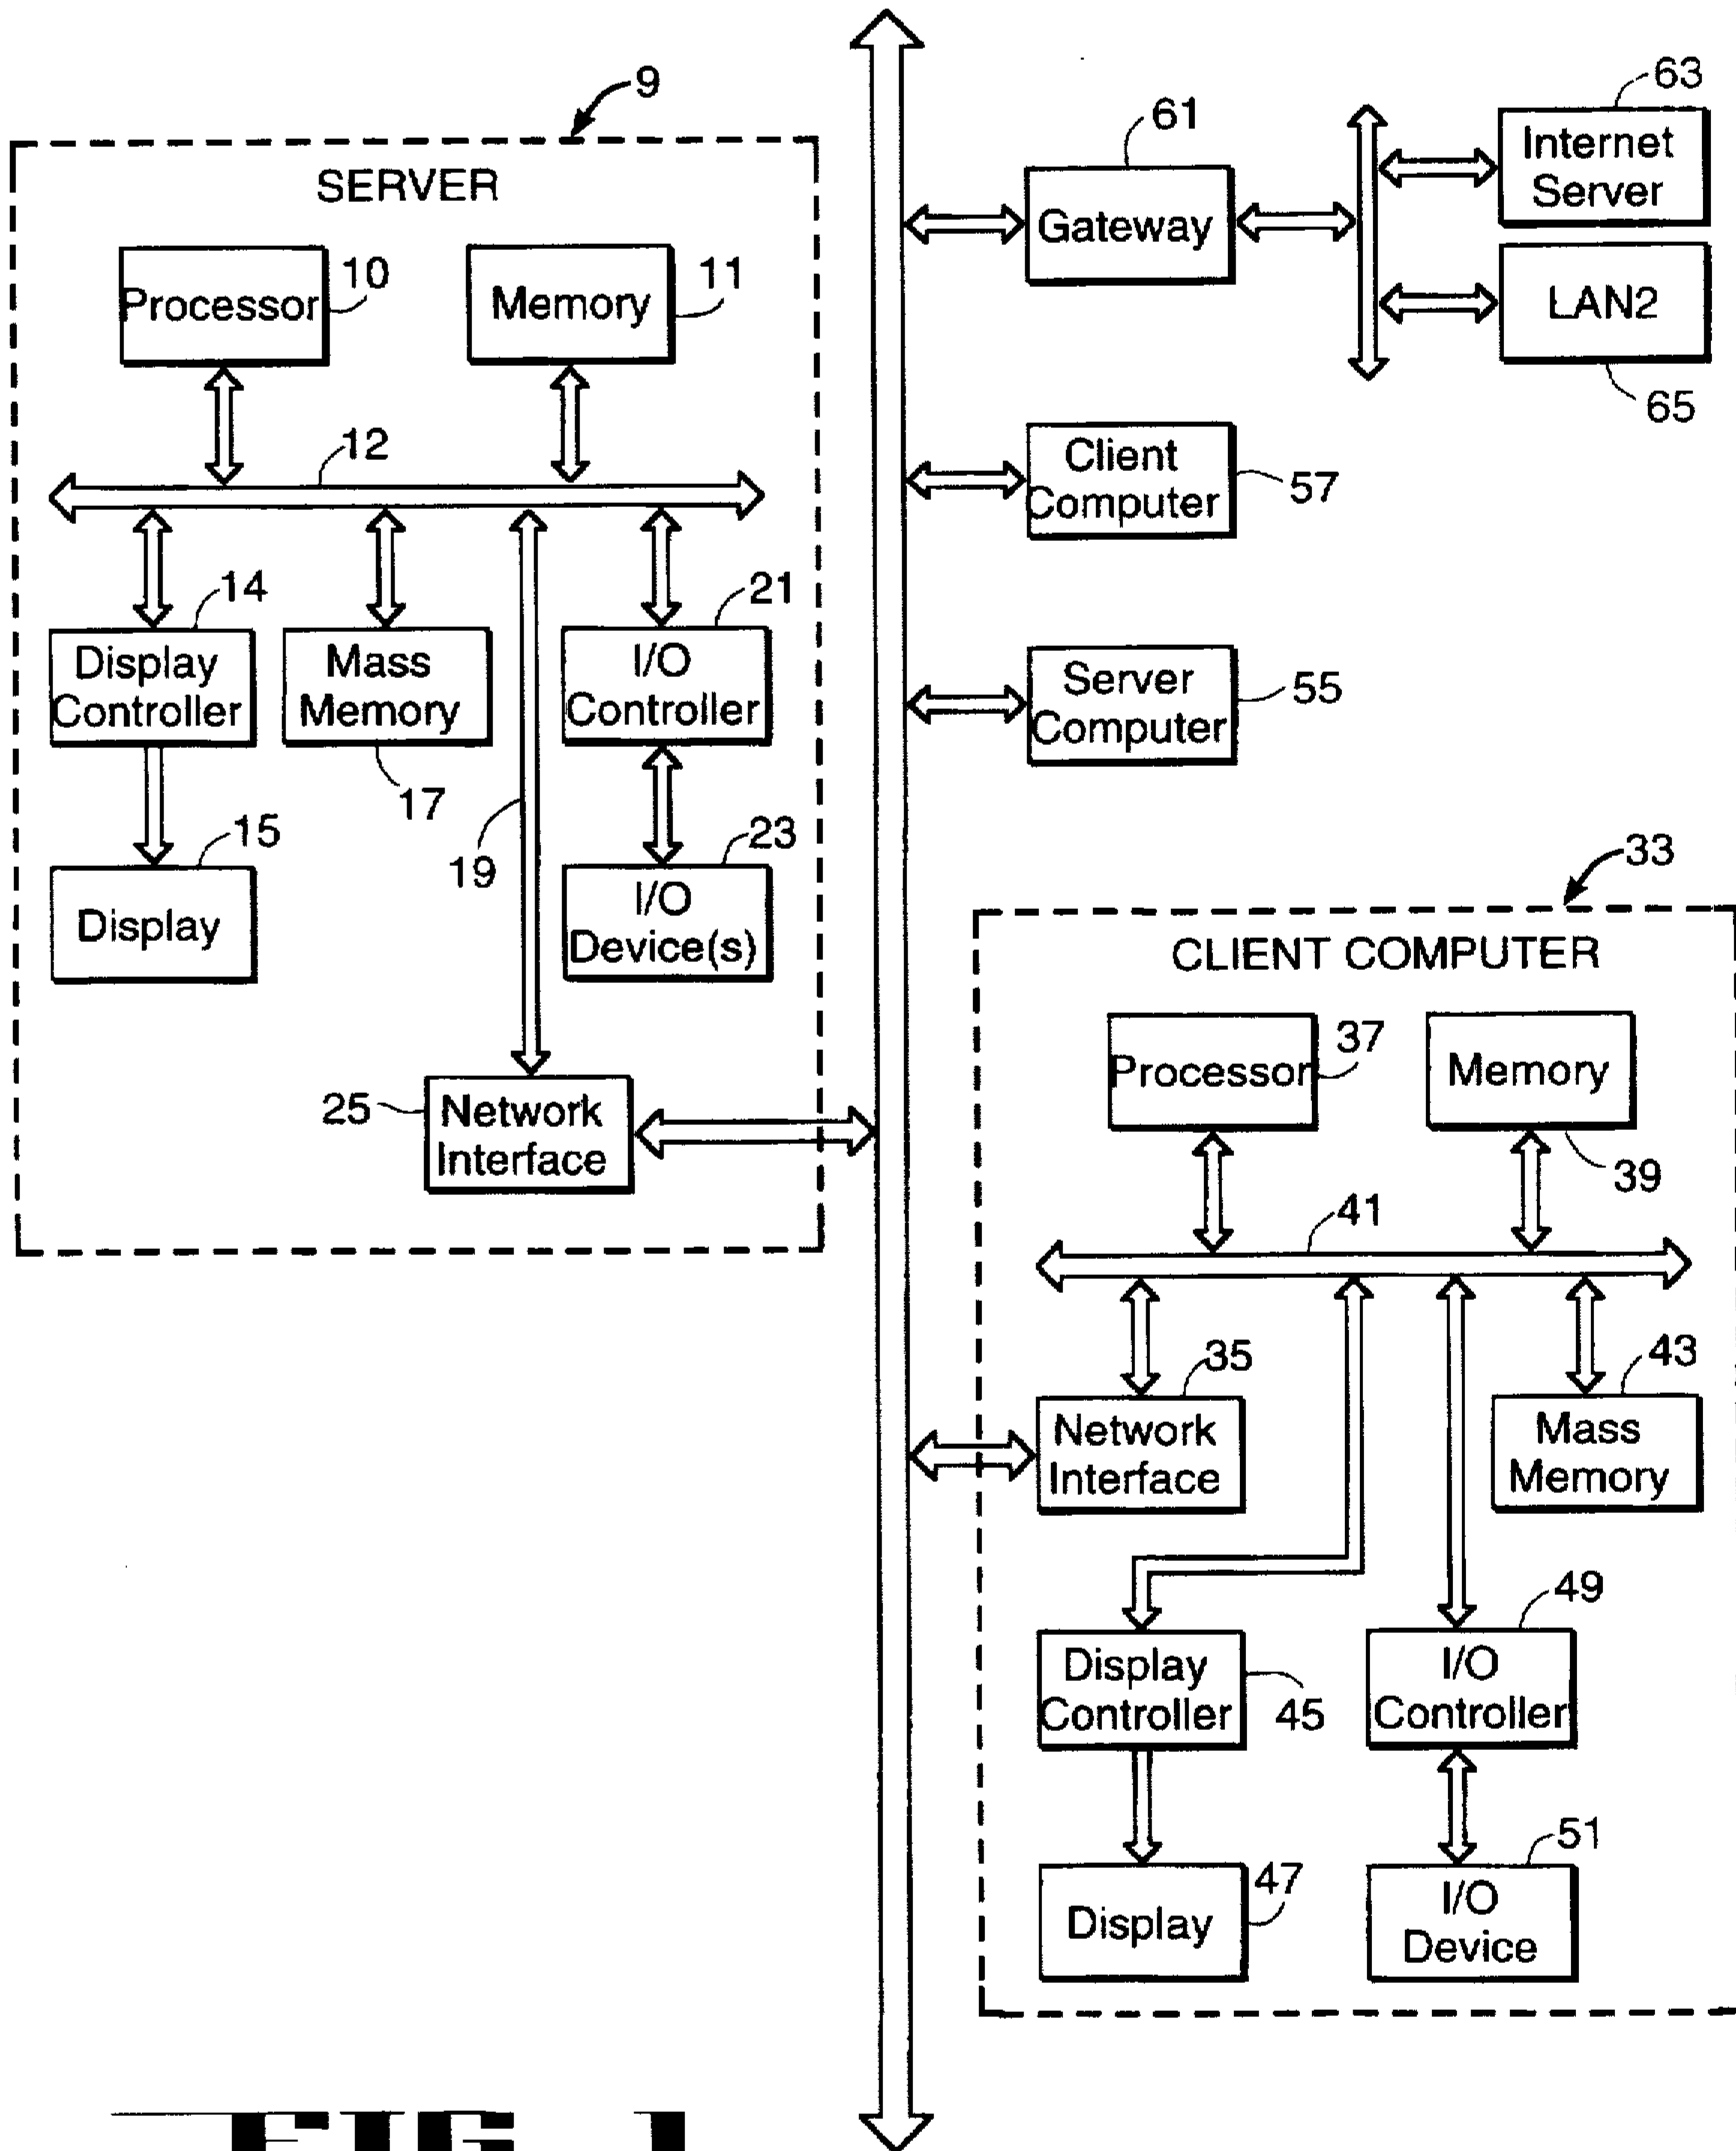 9
SERVER
Processor
10
Memory
11
12
14
Display
Controller
Mass
Memory
17
21
I/O
Controller
15
Display
19
23
I/O
Device(s)
25
Network
Interface
61
Gateway
63
Internet
Server
LAN2
65
Client
Computer
57
Server
Computer
55
33
CLIENT COMPUTER
Processor
37
Memory
39
41
35
Network
Interface
43
Mass
Memory
Display
Controller
45
49
I/O
Controller
Display
47
51
I/O
Device
FIG. 1